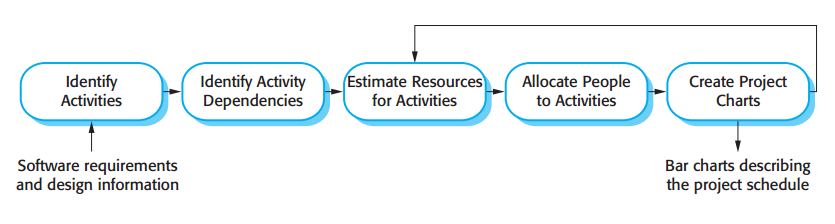 Identify
Activities
Identify Activity
Dependencies
Estimate Resources
for Activities
Allocate People
to Activities
Create Project
Charts
Software requirements
and design information
Bar charts describing
the project schedule